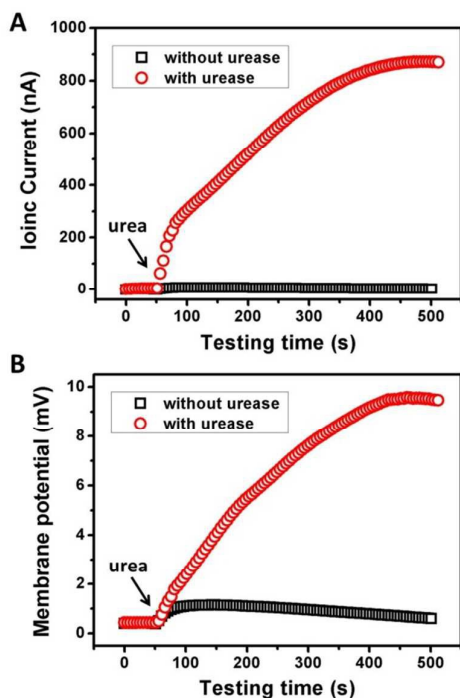 A
Ioinc Current (nA)
1000
800
600
400
200
0
without urease
with urease
urea
0 100 200 300 400 500
Testing time (s)
B
Membrane potential (mV)
10
8
6
4
2
0
without urease
with urease
urea
0 100 200 300 400 500
Testing time (s)